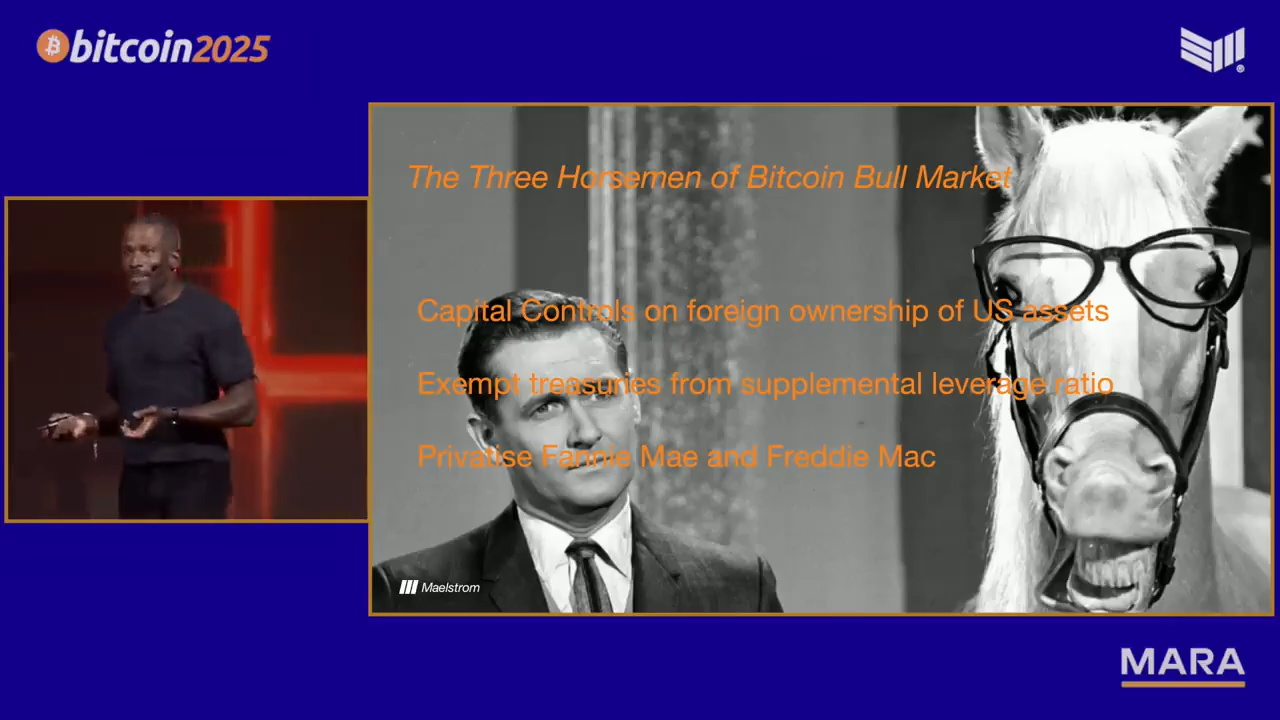 bitcoin2025
The Three Horsemen of Bitcoin Bull Market
Capital Controls on foreign ownership of US assets
Exempt treasuries from supplemental leverage ratio
Privatise Fannie Mae and Freddie Mac
Maelstrom
MARA